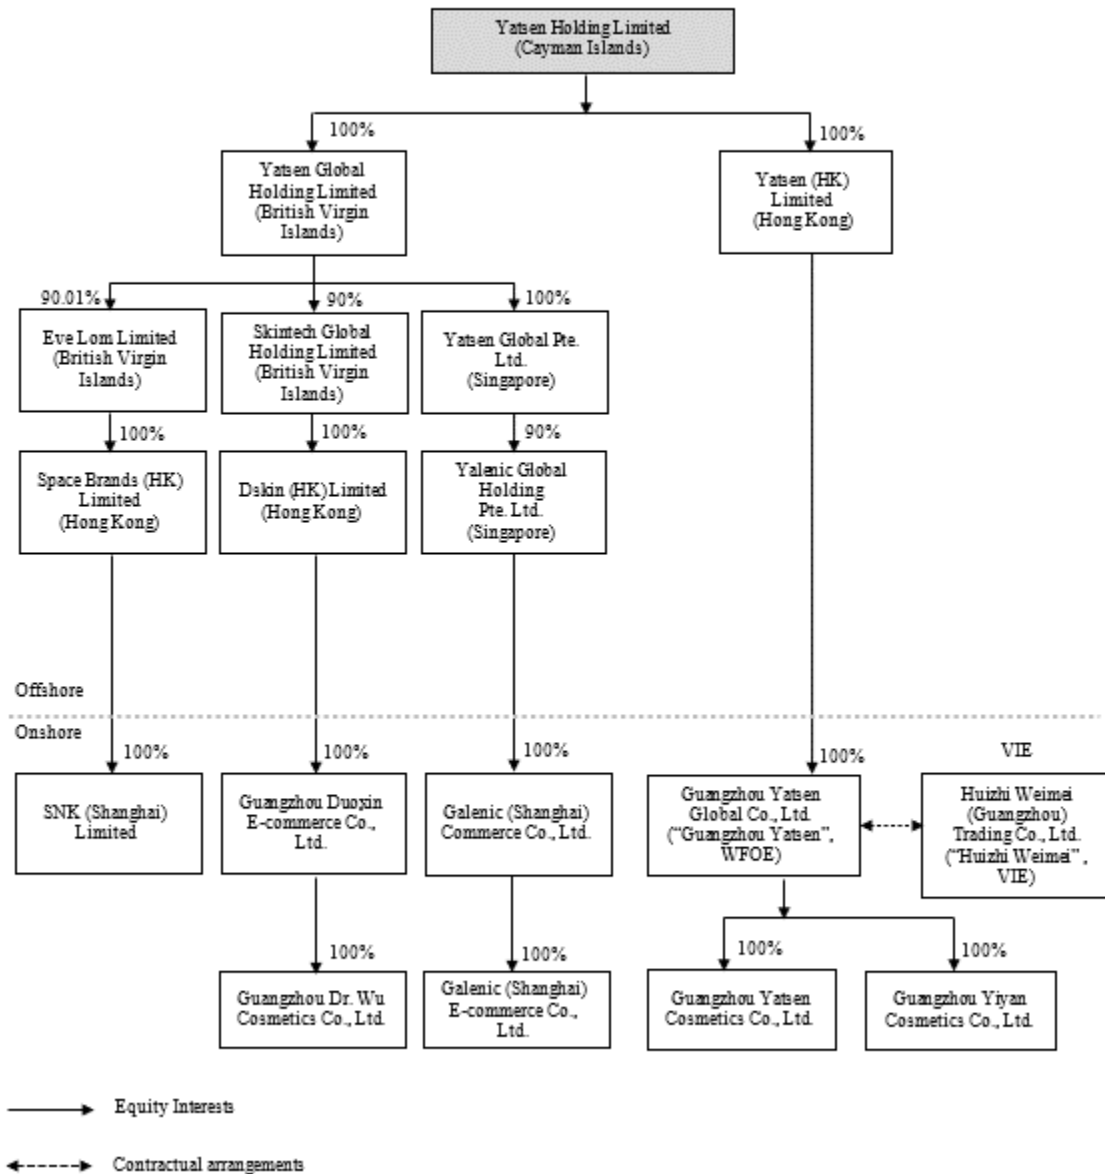 Yatsen Holding Limited
(Cayman Islands)
100%
100%
Yatsen Global
Holding Limited
(British Virgin
Islands)
Yatsen (HK)
Limited
(Hong Kong)
90.01%
90%
100%
Eve Lom Limited
(British Virgin
Islands)
Skintech Global
Holding Limited
(British Virgin
Islands)
Yatsen Global Pte.
Ltd.
(Singapore)
100%
100%
90%
Space Brands (HK)
Limited
(Hong Kong)
Dskin (HK) Limited
(Hong Kong)
Yalenic Global
Holding
Pte. Ltd.
(Singapore)
Offshore
Onshore
100%
100%
100%
100%
VIE
SNK (Shanghai)
Limited
Guangzhou Duoxin
E-commerce Co.,
Ltd.
Galenic (Shanghai)
Commerce Co., Ltd.
Guangzhou Yatsen
Global Co., Ltd.
(“Guangzhou Yatsen”,
WFOE)
Huizhi Weimei
(Guangzhou)
Trading Co., Ltd.
(“Huizhi Weimei”,
VIE)
100%
100%
100%
100%
Guangzhou Dr. Wu
Cosmetics Co., Ltd.
Galenic (Shanghai)
E-commerce Co.,
Ltd.
Guangzhou Yatsen
Cosmetics Co., Ltd.
Guangzhou Yiyan
Cosmetics Co., Ltd.
Equity Interests
Contractual arrangements